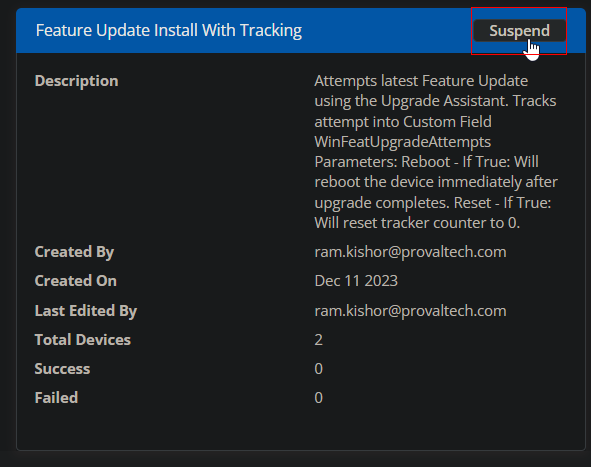 Feature Update Install With Tracking
Suspend
Description
Attempts latest Feature Update
using the Upgrade Assistant. Tracks
attempt into Custom Field
WinFeatUpgradeAttempts
Parameters: Reboot - If True: Will
reboot the device immediately after
upgrade completes. Reset - If True:
Will reset tracker counter to 0.
Created By
ram.kishor@provaltech.com
Created On
Dec 11 2023
Last Edited By
ram.kishor@provaltech.com
Total Devices
2
Success
0
Failed
0